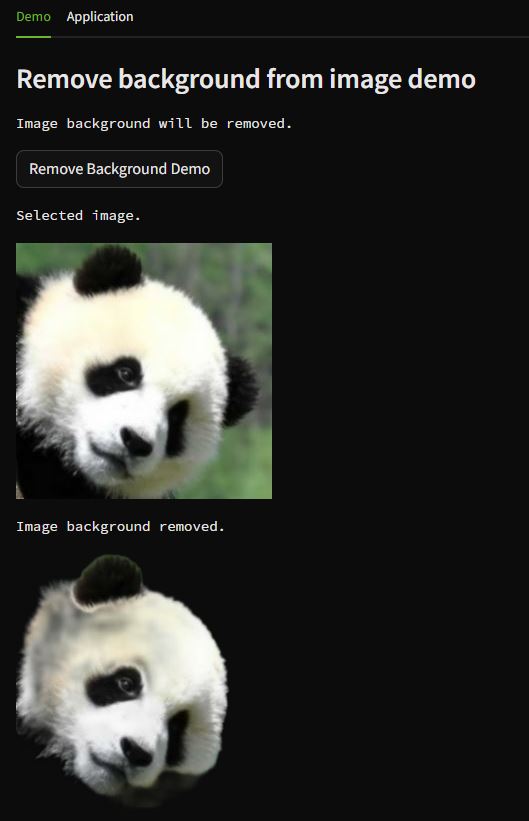 Demo Application
Remove background from image demo
Image background will be removed.
Remove Background Demo
Selected image.
Image background removed.